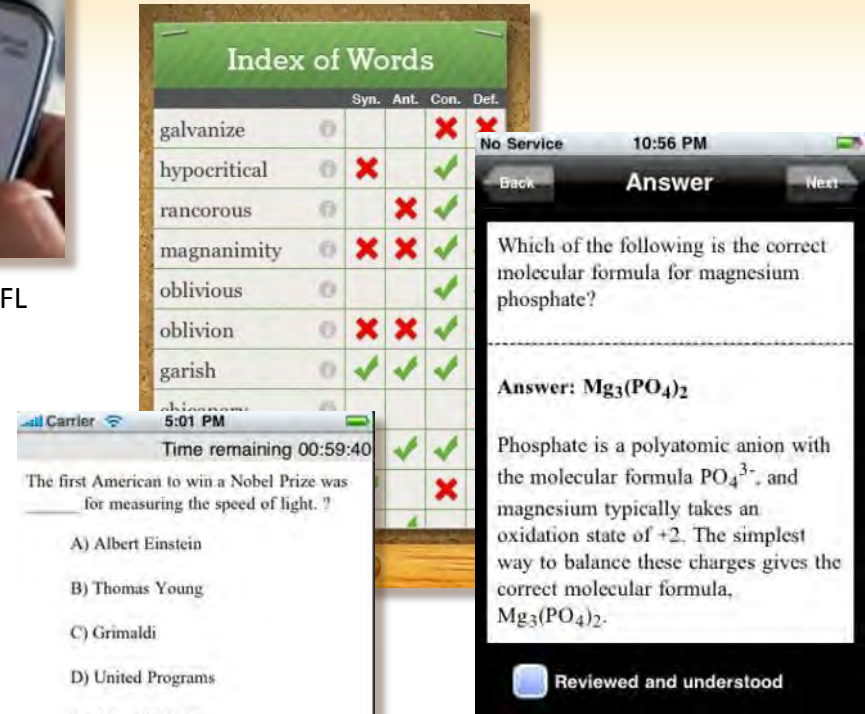 FL
Index of Words
Syn. Ant. Con. Def.
galvanize
hypocritical
rancorous
magnanimity
oblivious
oblivion
garish
Carrier 5:01 PM
Time remaining 00:59:40
The first American to win a Nobel Prize was
______ for measuring the speed of light. ?
A) Albert Einstein
B) Thomas Young
C) Grimaldi
D) United Programs
No Service 10:56 PM
Back Answer Next
Which of the following is the correct
molecular formula for magnesium
phosphate?
Answer: Mg₃(PO₄)₂
Phosphate is a polyatomic anion with
the molecular formula PO₄³⁻, and
magnesium typically takes an
oxidation state of +2. The simplest
way to balance these charges gives the
correct molecular formula,
Mg₃(PO₄)₂.
Reviewed and understood